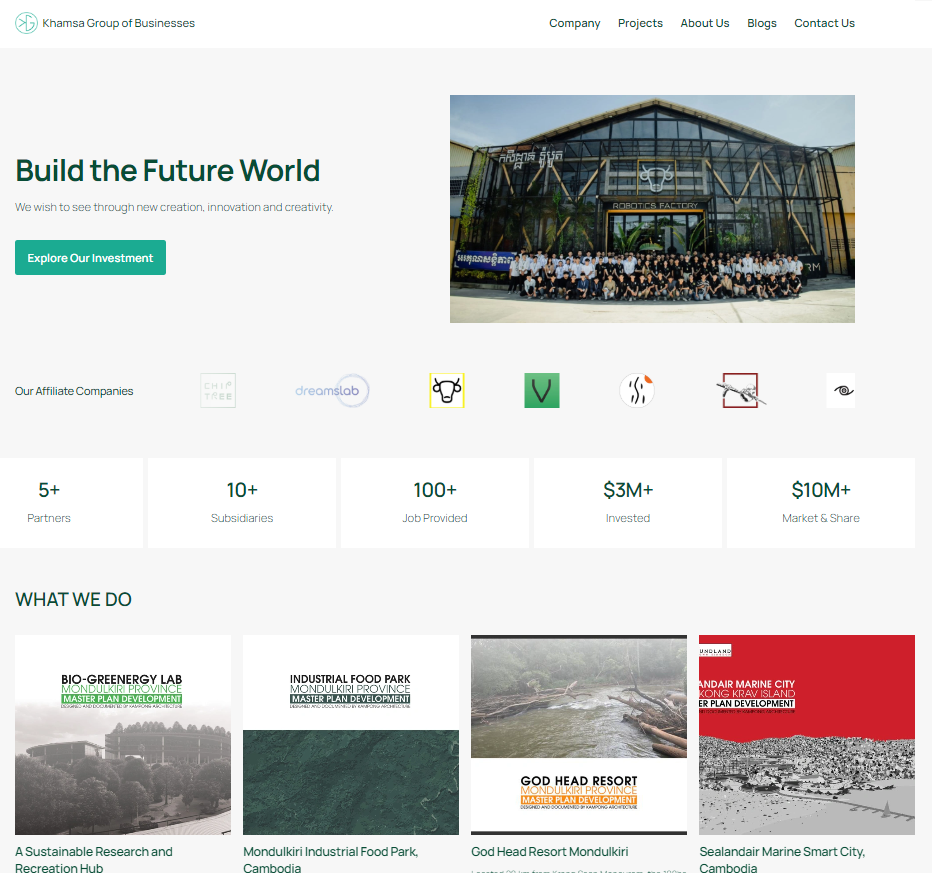 Khamsa Group of Businesses
Company Projects About Us Blogs Contact Us
Build the Future World
We wish to see through new creation, innovation and creativity.
Explore Our Investment
ROBOTICS FACTORY
Our Affiliate Companies
CHIP
TREE
dreamslab
5+
Partners
10+
Subsidiaries
100+
Job Provided
$3M+
Invested
$10M+
Market & Share
WHAT WE DO
BIO-GREENERGY LAB
MONDULKIRI PROVINCE
MASTER PLAN DEVELOPMENT
DESIGNED AND DOCUMENTED BY KAMPONG ARCHITECTURE
A Sustainable Research and
Recreation Hub
INDUSTRIAL FOOD PARK
MONDULKIRI PROVINCE
MASTER PLAN DEVELOPMENT
DESIGNED AND DOCUMENTED BY KAMPONG ARCHITECTURE
Mondulkiri Industrial Food Park,
Cambodia
GOD HEAD RESORT
MONDULKIRI PROVINCE
MASTER PLAN DEVELOPMENT
DESIGNED AND DOCUMENTED BY KAMPONG ARCHITECTURE
God Head Resort Mondulkiri
UNDLAND
ANDAIR MARINE CITY
KONG KRAV ISLAND
ER PLAN DEVELOPMENT
Sealandair Marine Smart City,
Cambodia